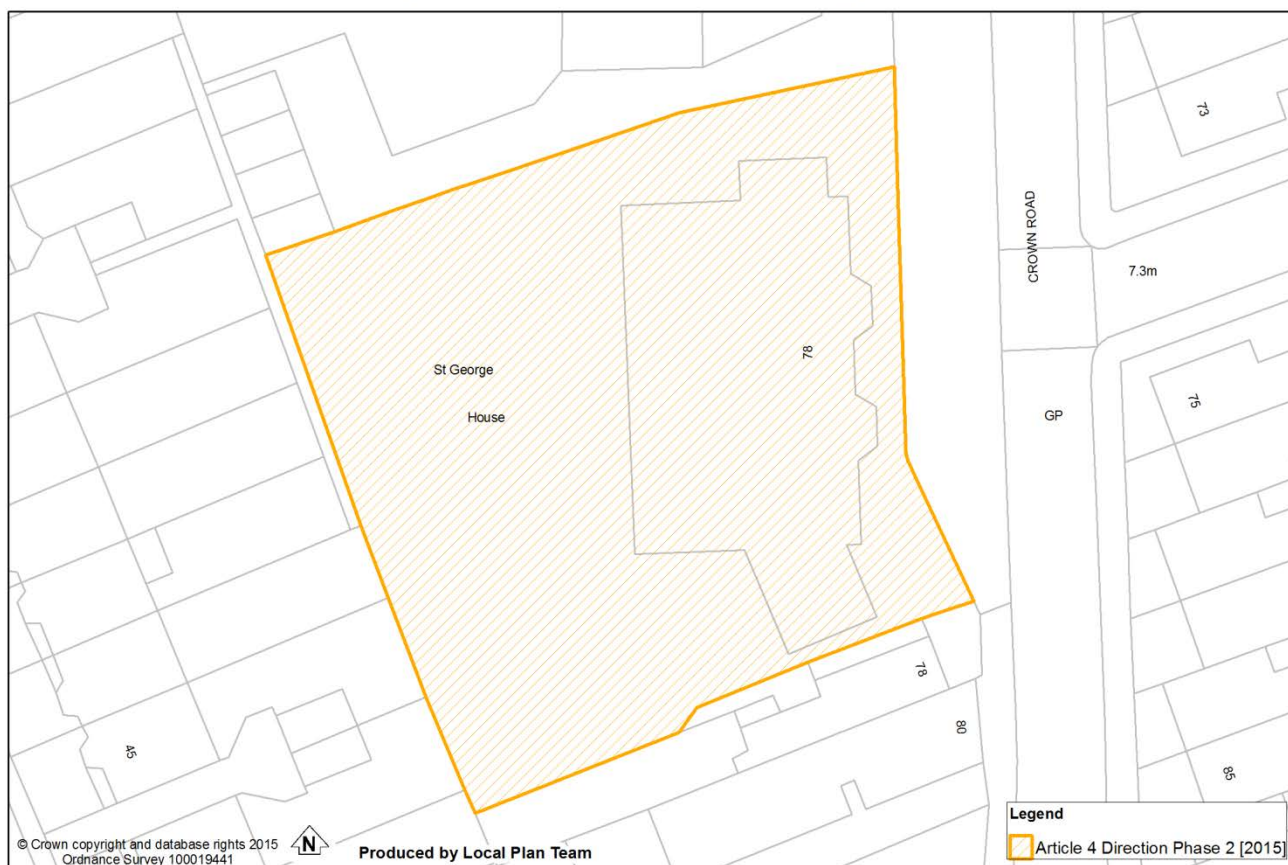 73
CROWN ROAD
7.3m
78
St George
House
GP
75
78
80
45
85
Legend
Article 4 Direction Phase 2 [2015]
© Crown copyright and database rights 2015
Ordnance Survey 100019441
N
Produced by Local Plan Team